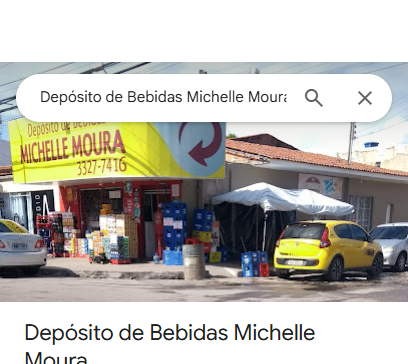 Depósito de Bebidas Michelle Moura
Depósito de Bebidas
MICHELLE MOURA
3327-7416
Depósito de Bebidas Michelle
Moura